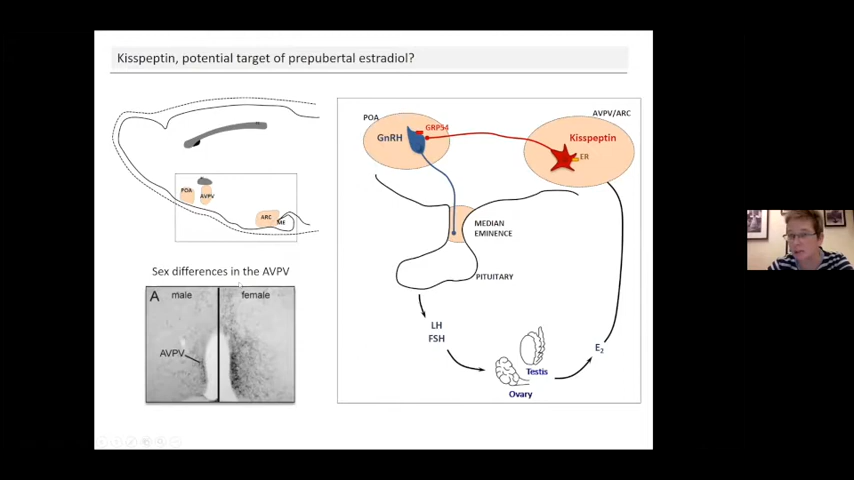 Kisspeptin, potential target of prepubertal estradiol?
POA
AVPV
ARC
ME
Sex differences in the AVPV
A
male
female
AVPV
POA
GnRH
GRP54
AVPV/ARC
Kisspeptin
ER
MEDIAN
EMINENCE
PITUITARY
LH
FSH
E2
Testis
Ovary